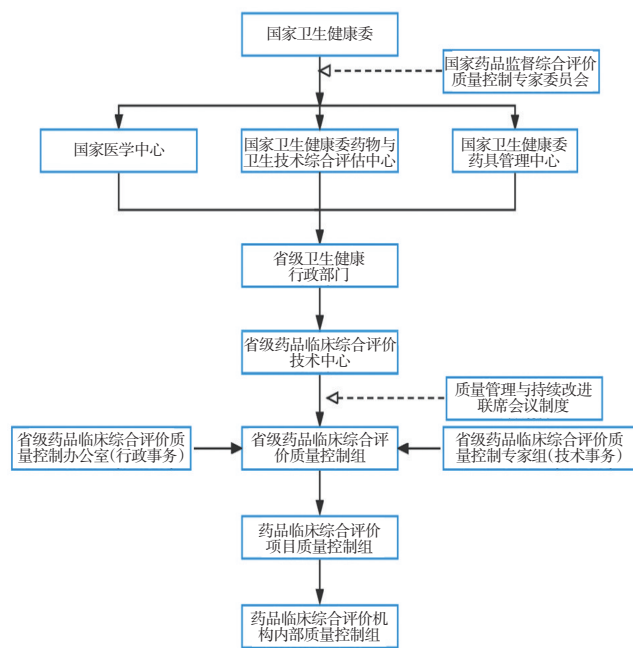 国家卫生健康委
国家药品监督综合评价
质量控制专家委员会
国家医学中心
国家卫生健康委药物与
卫生技术综合评估中心
国家卫生健康委
药具管理中心
省级卫生健康
行政部门
省级药品临床综合评价
技术中心
质量管理与持续改进
联席会议制度
省级药品临床综合评价质
量控制办公室(行政事务)
省级药品临床综合评
价质量控制组
省级药品临床综合评价质
量控制专家组(技术事务)
药品临床综合评价
项目质量控制组
药品临床综合评价机
构内部质量控制组